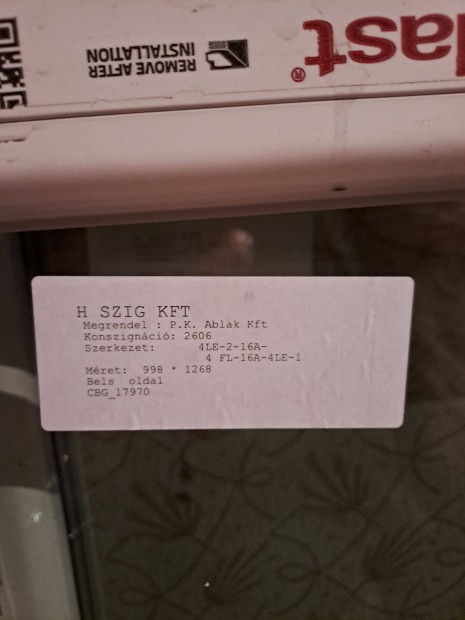 last®
REMOVE AFTER
INSTALLATION
H SZIG KFT
Megrendel : P.K. Ablak Kft
Konszignáció: 2606
Szerkezet: 4LE-2-16A-
4 FL-16A-4LE-1
Méret: 998 * 1268
Bels oldal
CBG_17970